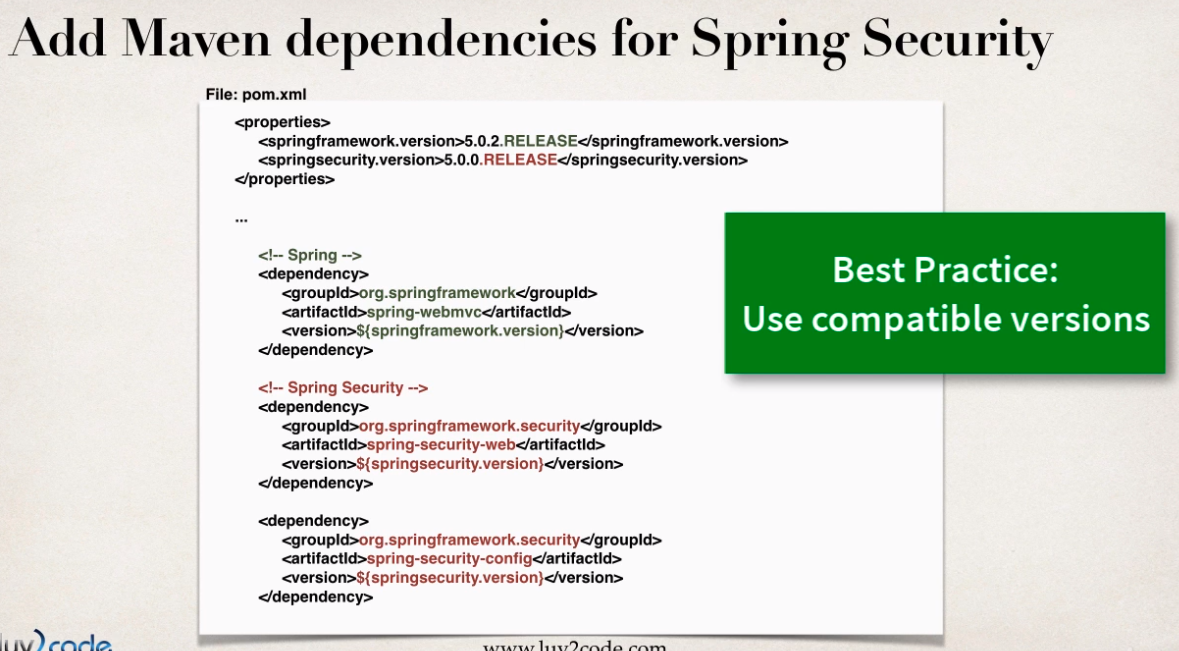 Add Maven dependencies for Spring Security
File: pom.xml
<properties>
<springframework.version>5.0.2.RELEASE</springframework.version>
<springsecurity.version>5.0.0.RELEASE</springsecurity.version>
</properties>
...
<!-- Spring -->
<dependency>
<groupId>org.springframework</groupId>
<artifactId>spring-webmvc</artifactId>
<version>${springframework.version}</version>
</dependency>
Best Practice:
Use compatible versions
<!-- Spring Security -->
<dependency>
<groupId>org.springframework.security</groupId>
<artifactId>spring-security-web</artifactId>
<version>${springsecurity.version}</version>
</dependency>
<dependency>
<groupId>org.springframework.security</groupId>
<artifactId>spring-security-config</artifactId>
<version>${springsecurity.version}</version>
</dependency>
luv2code
www.luv2code.com